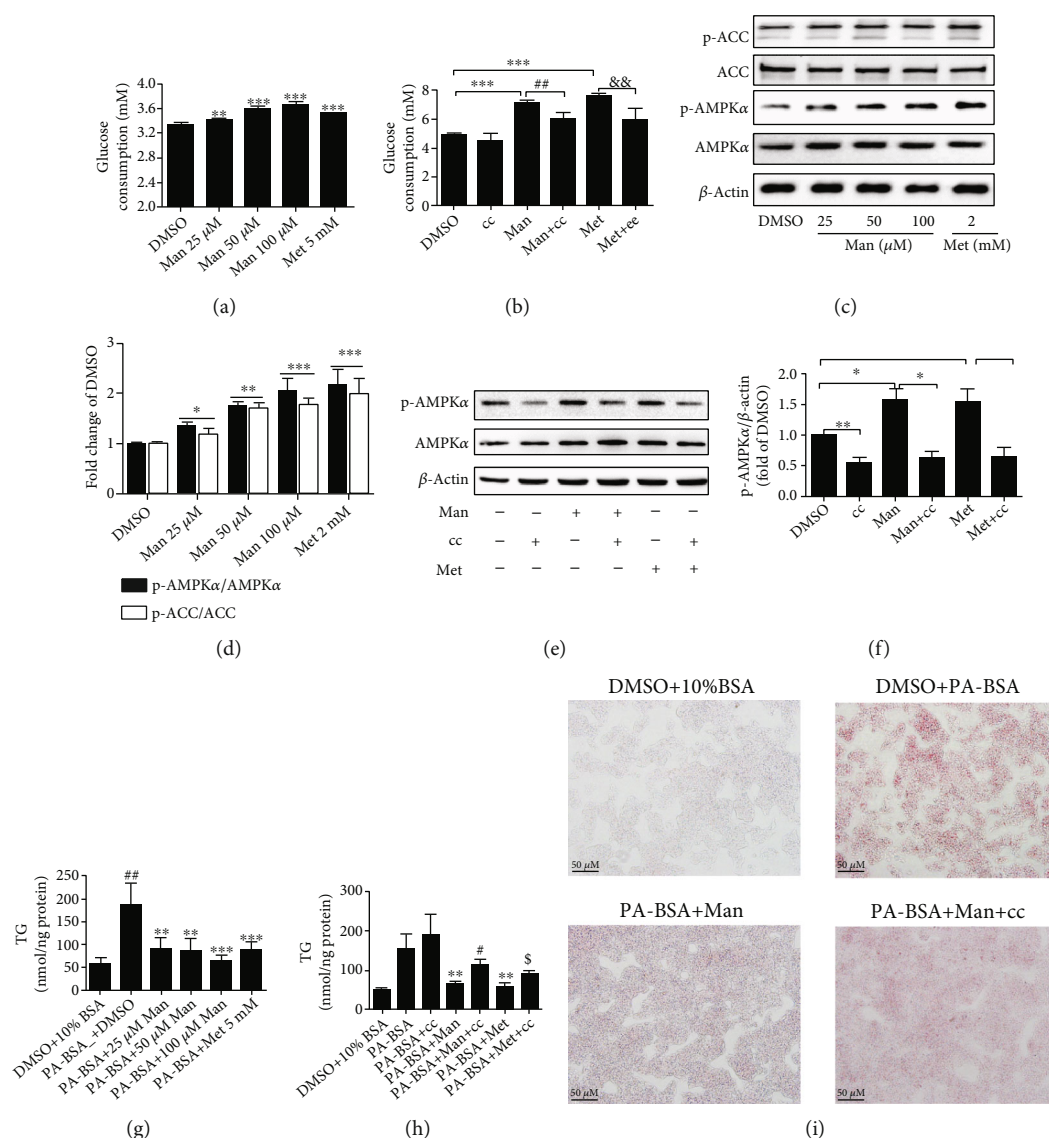 Glucose
consumption (mM)
3.6
3.2
2.8
2.4
2.0
**
***
***
***
DMSO
Man 25 μM
Man 50 μM
Man 100 μM
Met 5 mM
(a)
Glucose
consumption (mM)
8
6
4
2
0
***
***
##
&&
DMSO
cc
Man
Man+cc
Met
Met+ee
(b)
p-ACC
ACC
p-AMPKα
AMPKα
β-Actin
DMSO 25 50 100 2
Man (μM) Met (mM)
(c)
Fold change of DMSO
3
2
1
0
*
**
***
***
DMSO
Man 25 μM
Man 50 μM
Man 100 μM
Met 2 mM
p-AMPKα/AMPKα
p-ACC/ACC
(d)
p-AMPKα
AMPKα
β-Actin
Man − − + + − −
cc − + − + − +
Met − − − − + +
(e)
p-AMPKα/β-actin
(fold of DMSO)
2.0
1.5
1.0
0.5
0.0
*
*
**
DMSO
cc
Man
Man+cc
Met
Met+cc
(f)
TG
(nmol/ng protein)
250
200
150
100
50
0
##
**
**
***
***
DMSO+10% BSA
PA-BSA_+DMSO
PA-BSA+25 μM Man
PA-BSA+50 μM Man
PA-BSA+100 μM Man
PA-BSA+Met 5 mM
(g)
TG
(nmol/ng protein)
300
200
100
0
**
#
**
$
DMSO+10% BSA
PA-BSA
PA-BSA+cc
PA-BSA+Man
PA-BSA+Man+cc
PA-BSA+Met
PA-BSA+Met+cc
(h)
DMSO+10%BSA
50 μM
DMSO+PA-BSA
50 μM
PA-BSA+Man
50 μM
PA-BSA+Man+cc
50 μM
(i)